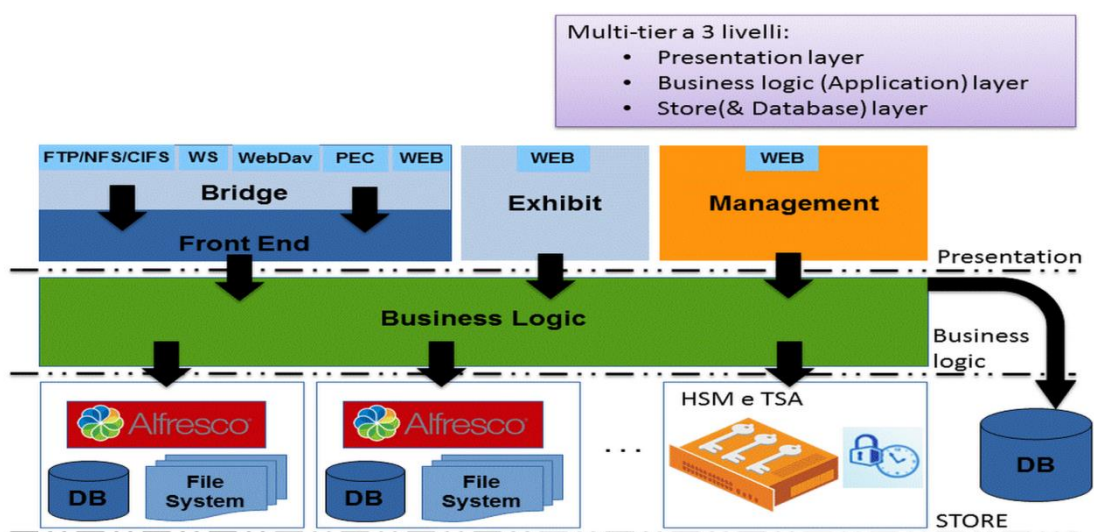 Multi-tier a 3 livelli:
• Presentation layer
• Business logic (Application) layer
• Store(& Database) layer
FTP/NFS/CIFS WS WebDav PEC WEB
Bridge
Front End
WEB
Exhibit
WEB
Management
Presentation
Business Logic
Business
logic
Alfresco
DB
File
System
Alfresco
DB
File
System
...
HSM e TSA
DB
STORE